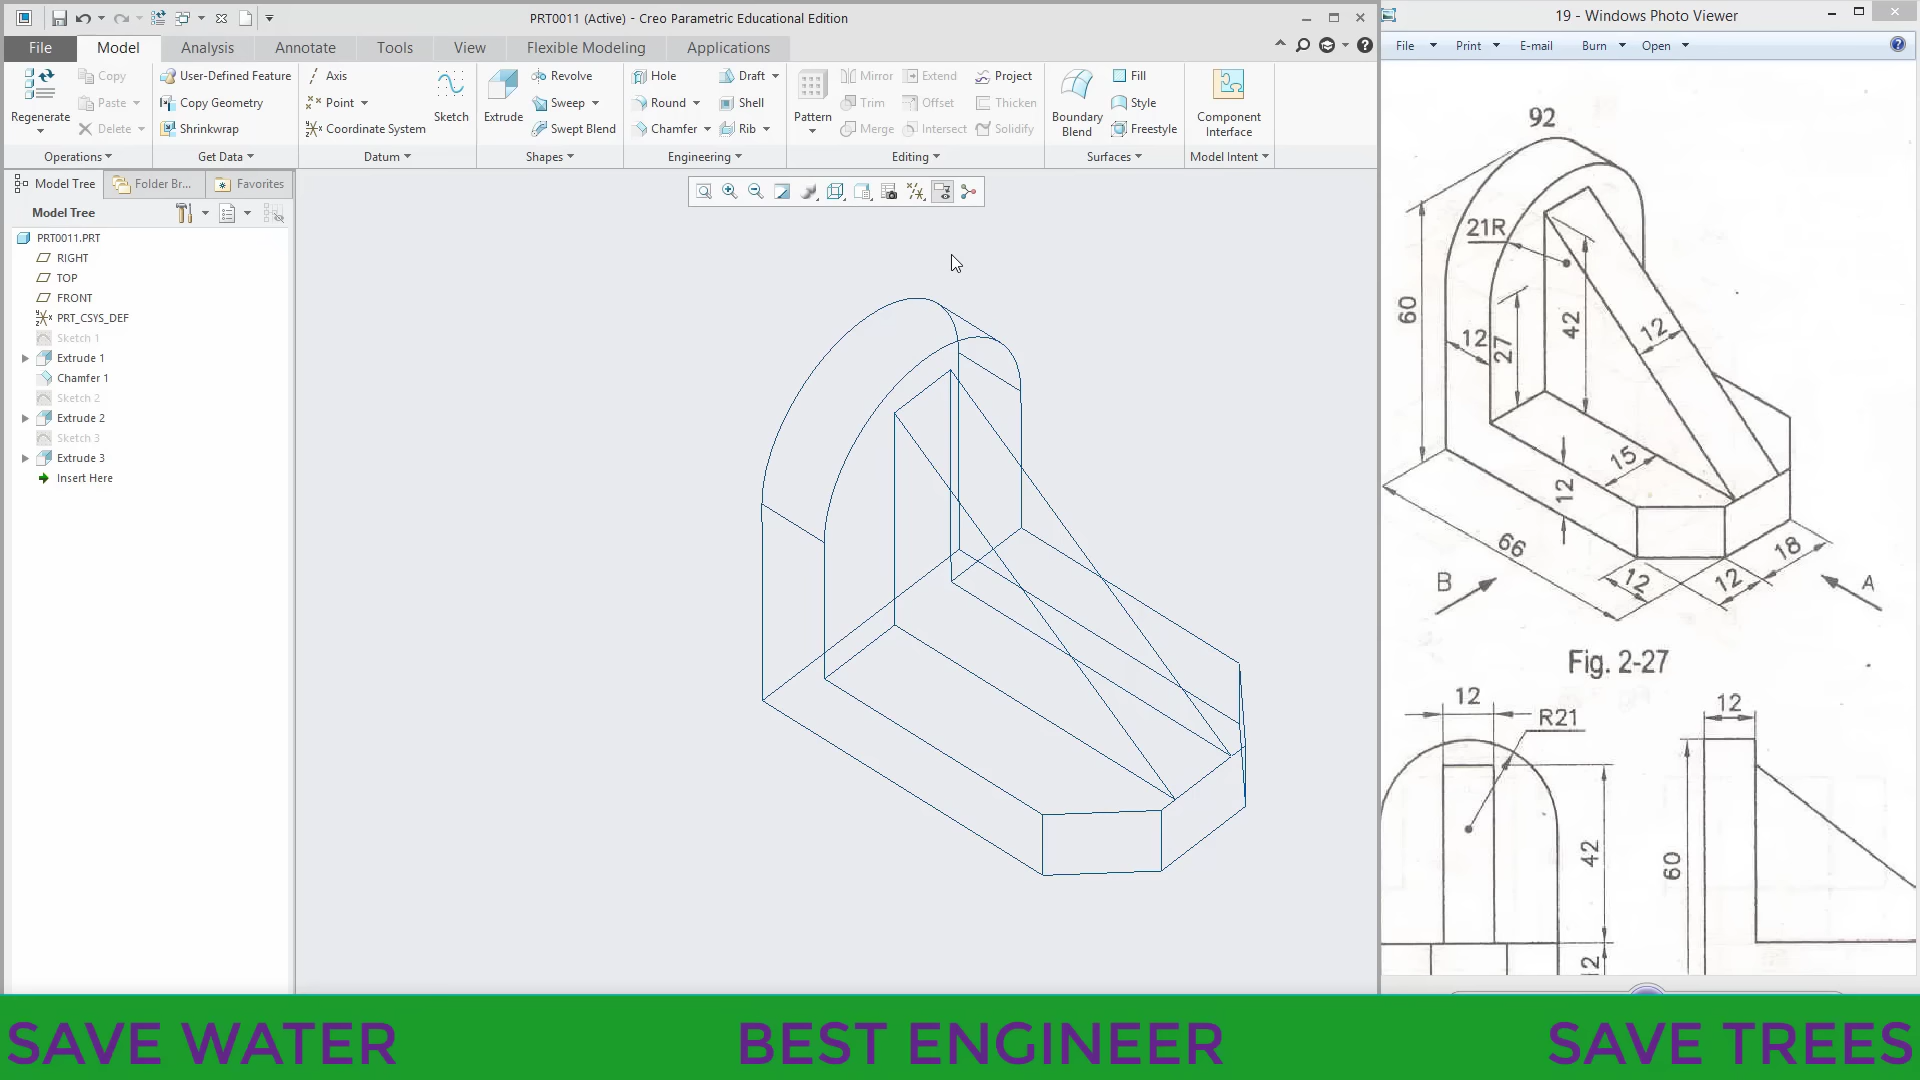 PRT0011 (Active) - Creo Parametric Educational Edition
File Model Analysis Annotate Tools View Flexible Modeling Applications
Regenerate
Copy
Paste
Delete
Operations
User-Defined Feature
Copy Geometry
Shrinkwrap
Get Data
Axis
Point
Coordinate System
Sketch
Datum
Extrude
Revolve
Sweep
Swept Blend
Shapes
Hole
Round
Chamfer
Draft
Shell
Rib
Engineering
Pattern
Mirror
Trim
Merge
Extend
Offset
Intersect
Project
Thicken
Solidify
Editing
Boundary
Blend
Fill
Style
Freestyle
Surfaces
Component
Interface
Model Intent
Model Tree Folder Br... Favorites
Model Tree
PRT0011.PRT
RIGHT
TOP
FRONT
PRT_CSYS_DEF
Sketch 1
Extrude 1
Chamfer 1
Sketch 2
Extrude 2
Sketch 3
Extrude 3
Insert Here
19 - Windows Photo Viewer
File Print E-mail Burn Open
92
21R
60
12
27
42
12
15
12
66
12
12
18
B
A
Fig. 2-27
12
R21
42
12
60
SAVE WATER BEST ENGINEER SAVE TREES